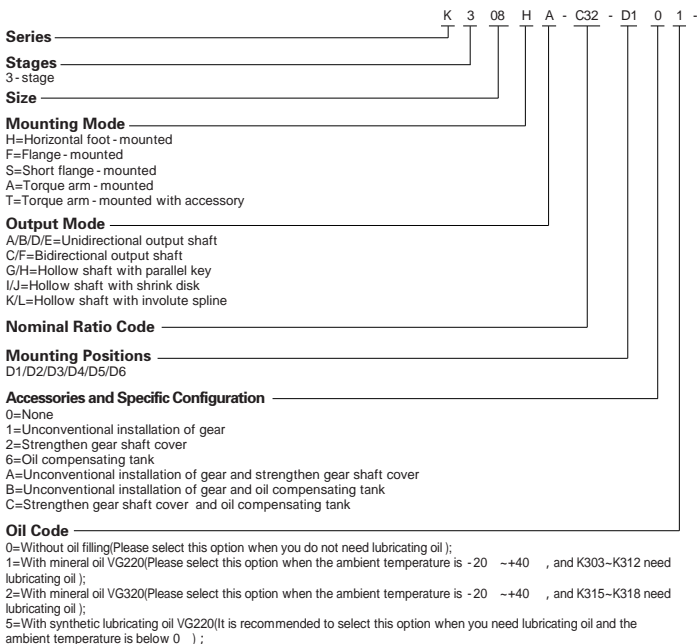 K 3 08 H A - C32 - D1 0 1 -
Series
Stages
3-stage
Size
Mounting Mode
H=Horizontal foot-mounted
F=Flange-mounted
S=Short flange-mounted
A=Torque arm-mounted
T=Torque arm-mounted with accessory
Output Mode
A/B/D/E=Unidirectional output shaft
C/F=Bidirectional output shaft
G/H=Hollow shaft with parallel key
I/J=Hollow shaft with shrink disk
K/L=Hollow shaft with involute spline
Nominal Ratio Code
Mounting Positions
D1/D2/D3/D4/D5/D6
Accessories and Specific Configuration
0=None
1=Unconventional installation of gear
2=Strengthen gear shaft cover
6=Oil compensating tank
A=Unconventional installation of gear and strengthen gear shaft cover
B=Unconventional installation of gear and oil compensating tank
C=Strengthen gear shaft cover and oil compensating tank
Oil Code
0=Without oil filling(Please select this option when you do not need lubricating oil );
1=With mineral oil VG220(Please select this option when the ambient temperature is -20 ~+40 , and K303~K312 need
lubricating oil );
2=With mineral oil VG320(Please select this option when the ambient temperature is -20 ~+40 , and K315~K318 need
lubricating oil );
5=With synthetic lubricating oil VG220(It is recommended to select this option when you need lubricating oil and the
ambient temperature is below 0 ) ;